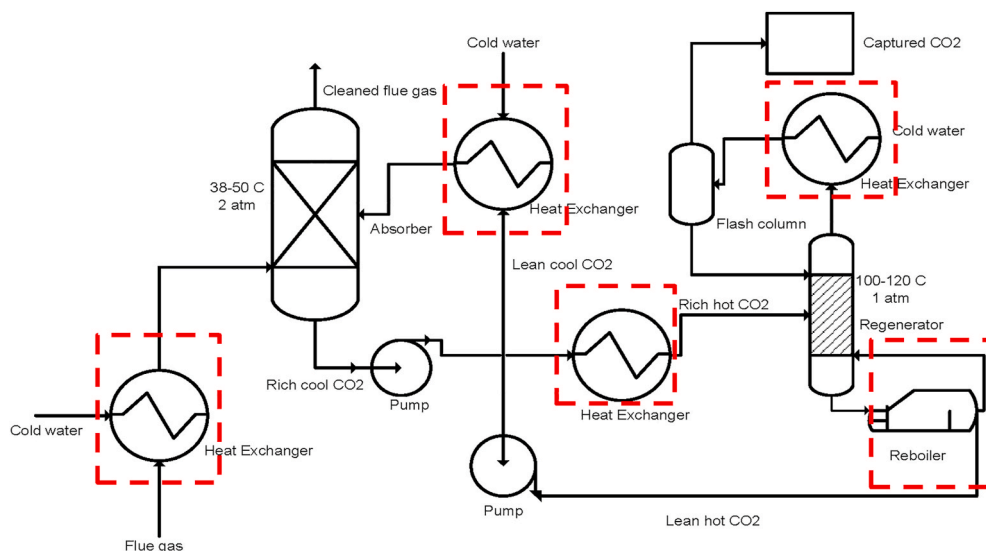 Cold water
Captured CO2
Cleaned flue gas
Cold water
38-50 C
2 atm
Heat Exchanger
Heat Exchanger
Absorber
Flash column
Lean cool CO2
100-120 C
1 atm
Rich hot CO2
Regenerator
Rich cool CO2
Pump
Heat Exchanger
Cold water
Heat Exchanger
Reboiler
Pump
Lean hot CO2
Flue gas